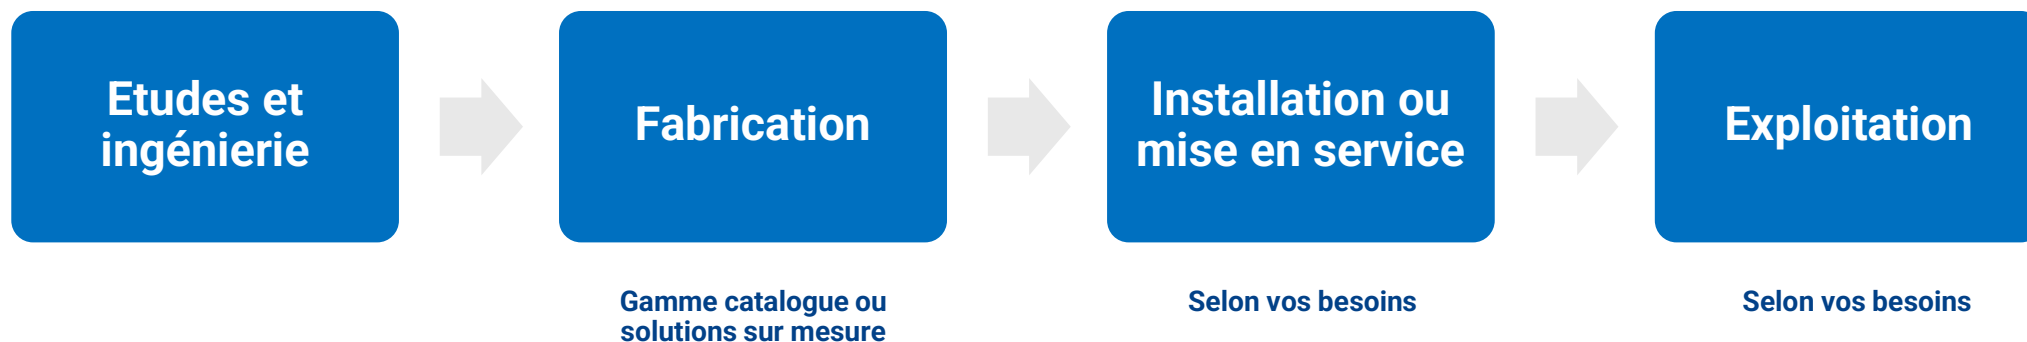 Etudes et
ingénierie
Fabrication
Installation ou
mise en service
Exploitation
Gamme catalogue ou
solutions sur mesure
Selon vos besoins
Selon vos besoins